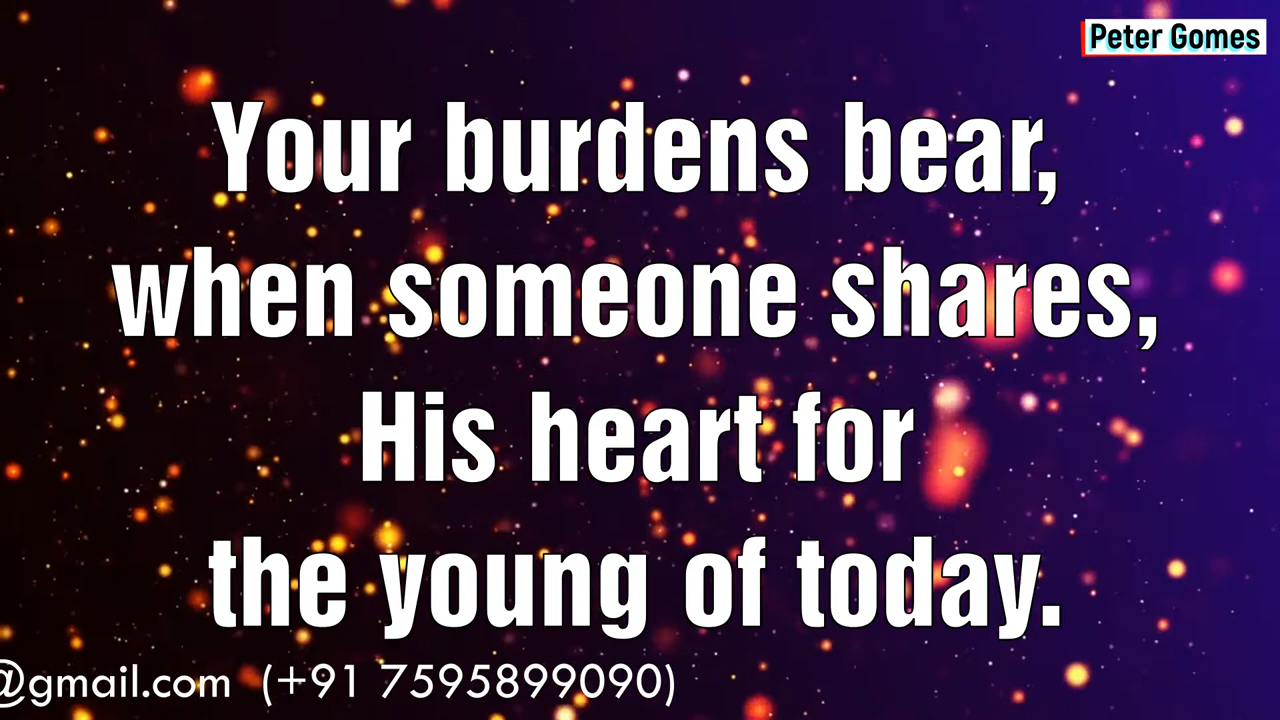 Peter Gomes
Your burdens bear,
when someone shares,
His heart for
the young of today.
@gmail.com (+91 7595899090)